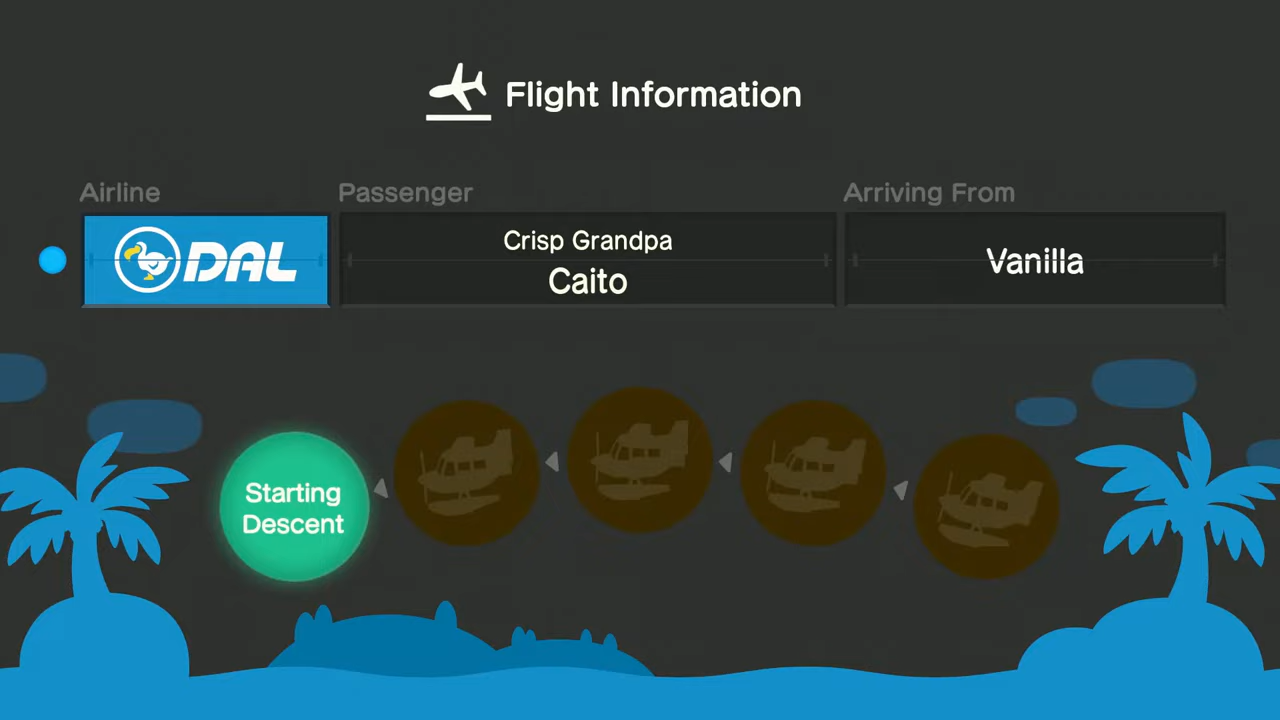 Flight Information
Airline
Passenger
Arriving From
DAL
Crisp Grandpa
Caito
Vanilla
Starting
Descent